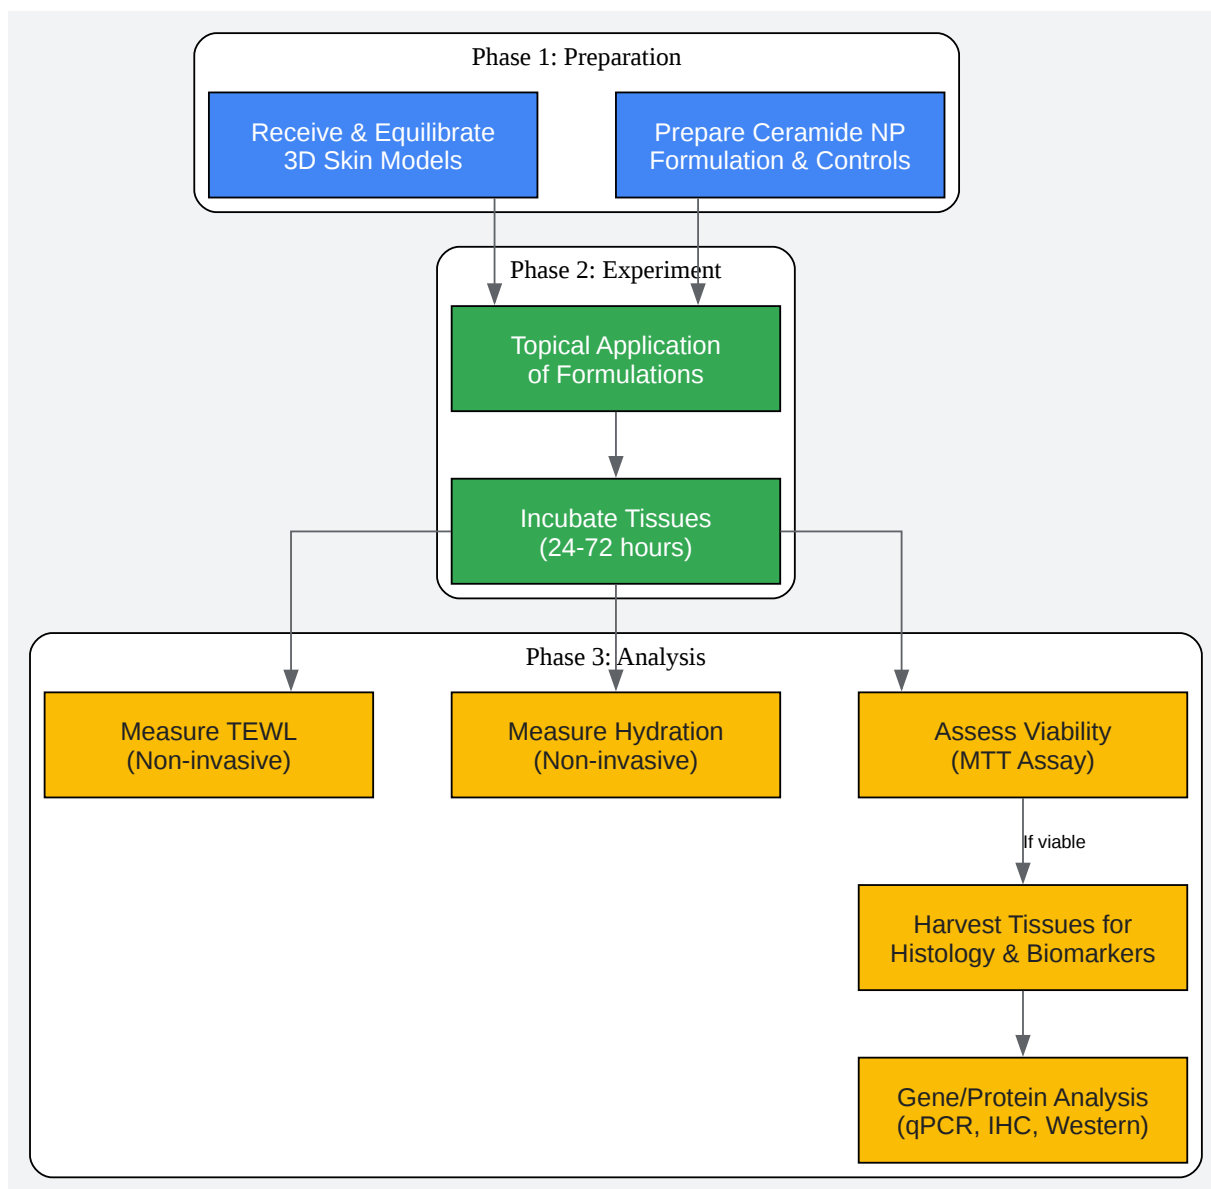 Phase 1: Preparation
Receive & Equilibrate
3D Skin Models
Prepare Ceramide NP
Formulation & Controls
Phase 2: Experiment
Topical Application
of Formulations
Incubate Tissues
(24-72 hours)
Phase 3: Analysis
Measure TEWL
(Non-invasive)
Measure Hydration
(Non-invasive)
Assess Viability
(MTT Assay)
If viable
Harvest Tissues for
Histology & Biomarkers
Gene/Protein Analysis
(qPCR, IHC, Western)